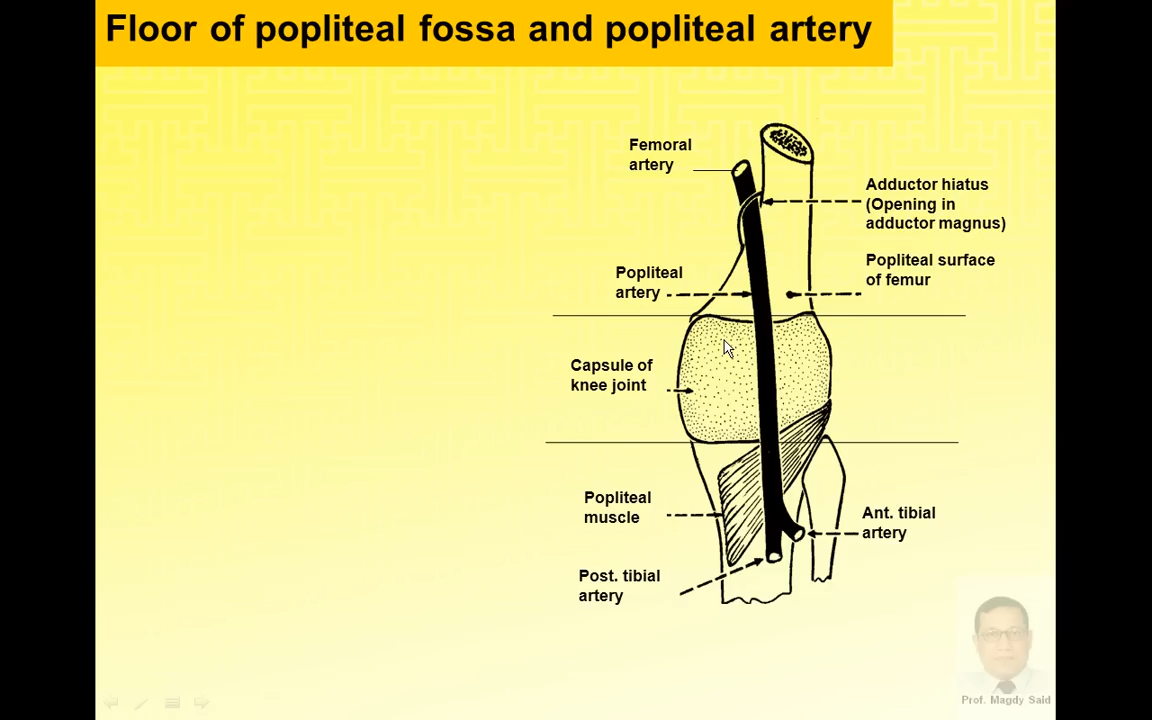 Floor of popliteal fossa and popliteal artery
Femoral
artery
Adductor hiatus
(Opening in
adductor magnus)
Popliteal surface
of femur
Popliteal
artery
Capsule of
knee joint
Popliteal
muscle
Ant. tibial
artery
Post. tibial
artery
Prof. Magdy Said